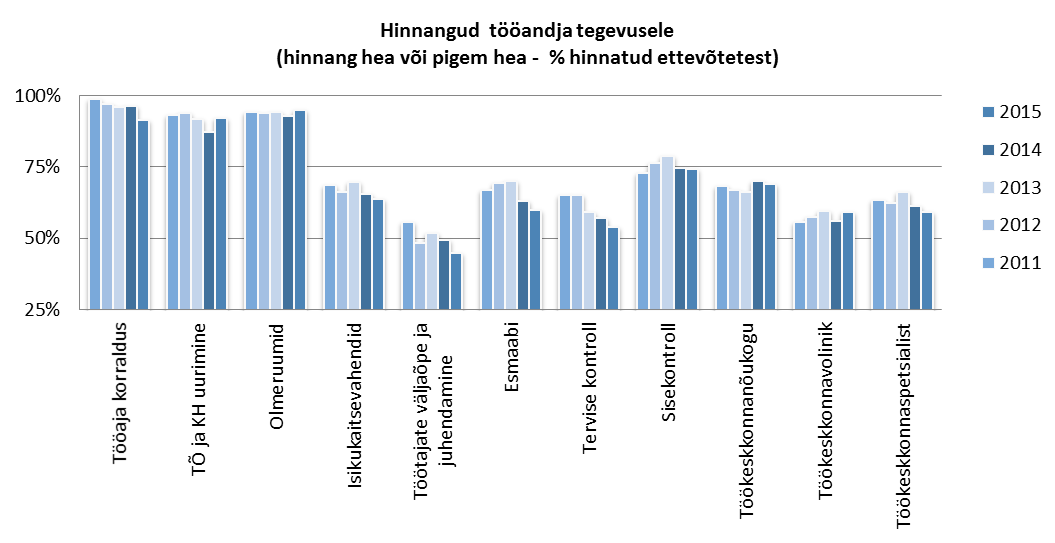 Hinnangud tööandja tegevusele
(hinnang hea või pigem hea - % hinnatud ettevõtetest)
100%
75%
50%
25%
2015
2014
2013
2012
2011
Tööaja korraldus
TÕ ja KH uurimine
Olmeruumid
Isikukaitsevahendid
Töötajate väljaõpe ja
juhendamine
Esmaabi
Tervise kontroll
Sisekontroll
Töökeskkonnanõukogu
Töökeskkonnavolinik
Töökeskkonnaspetsialist